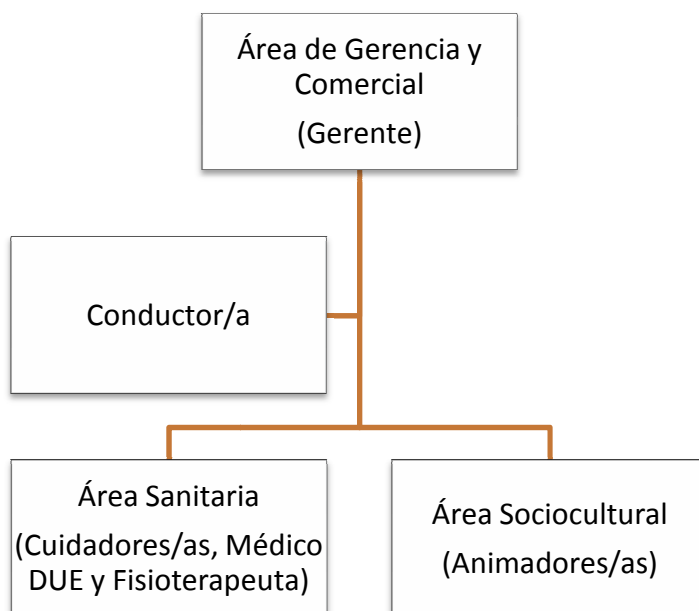 Área de Gerencia y
Comercial
(Gerente)
Conductor/a
Área Sanitaria
(Cuidadores/as, Médico
DUE y Fisioterapeuta)
Área Sociocultural
(Animadores/as)